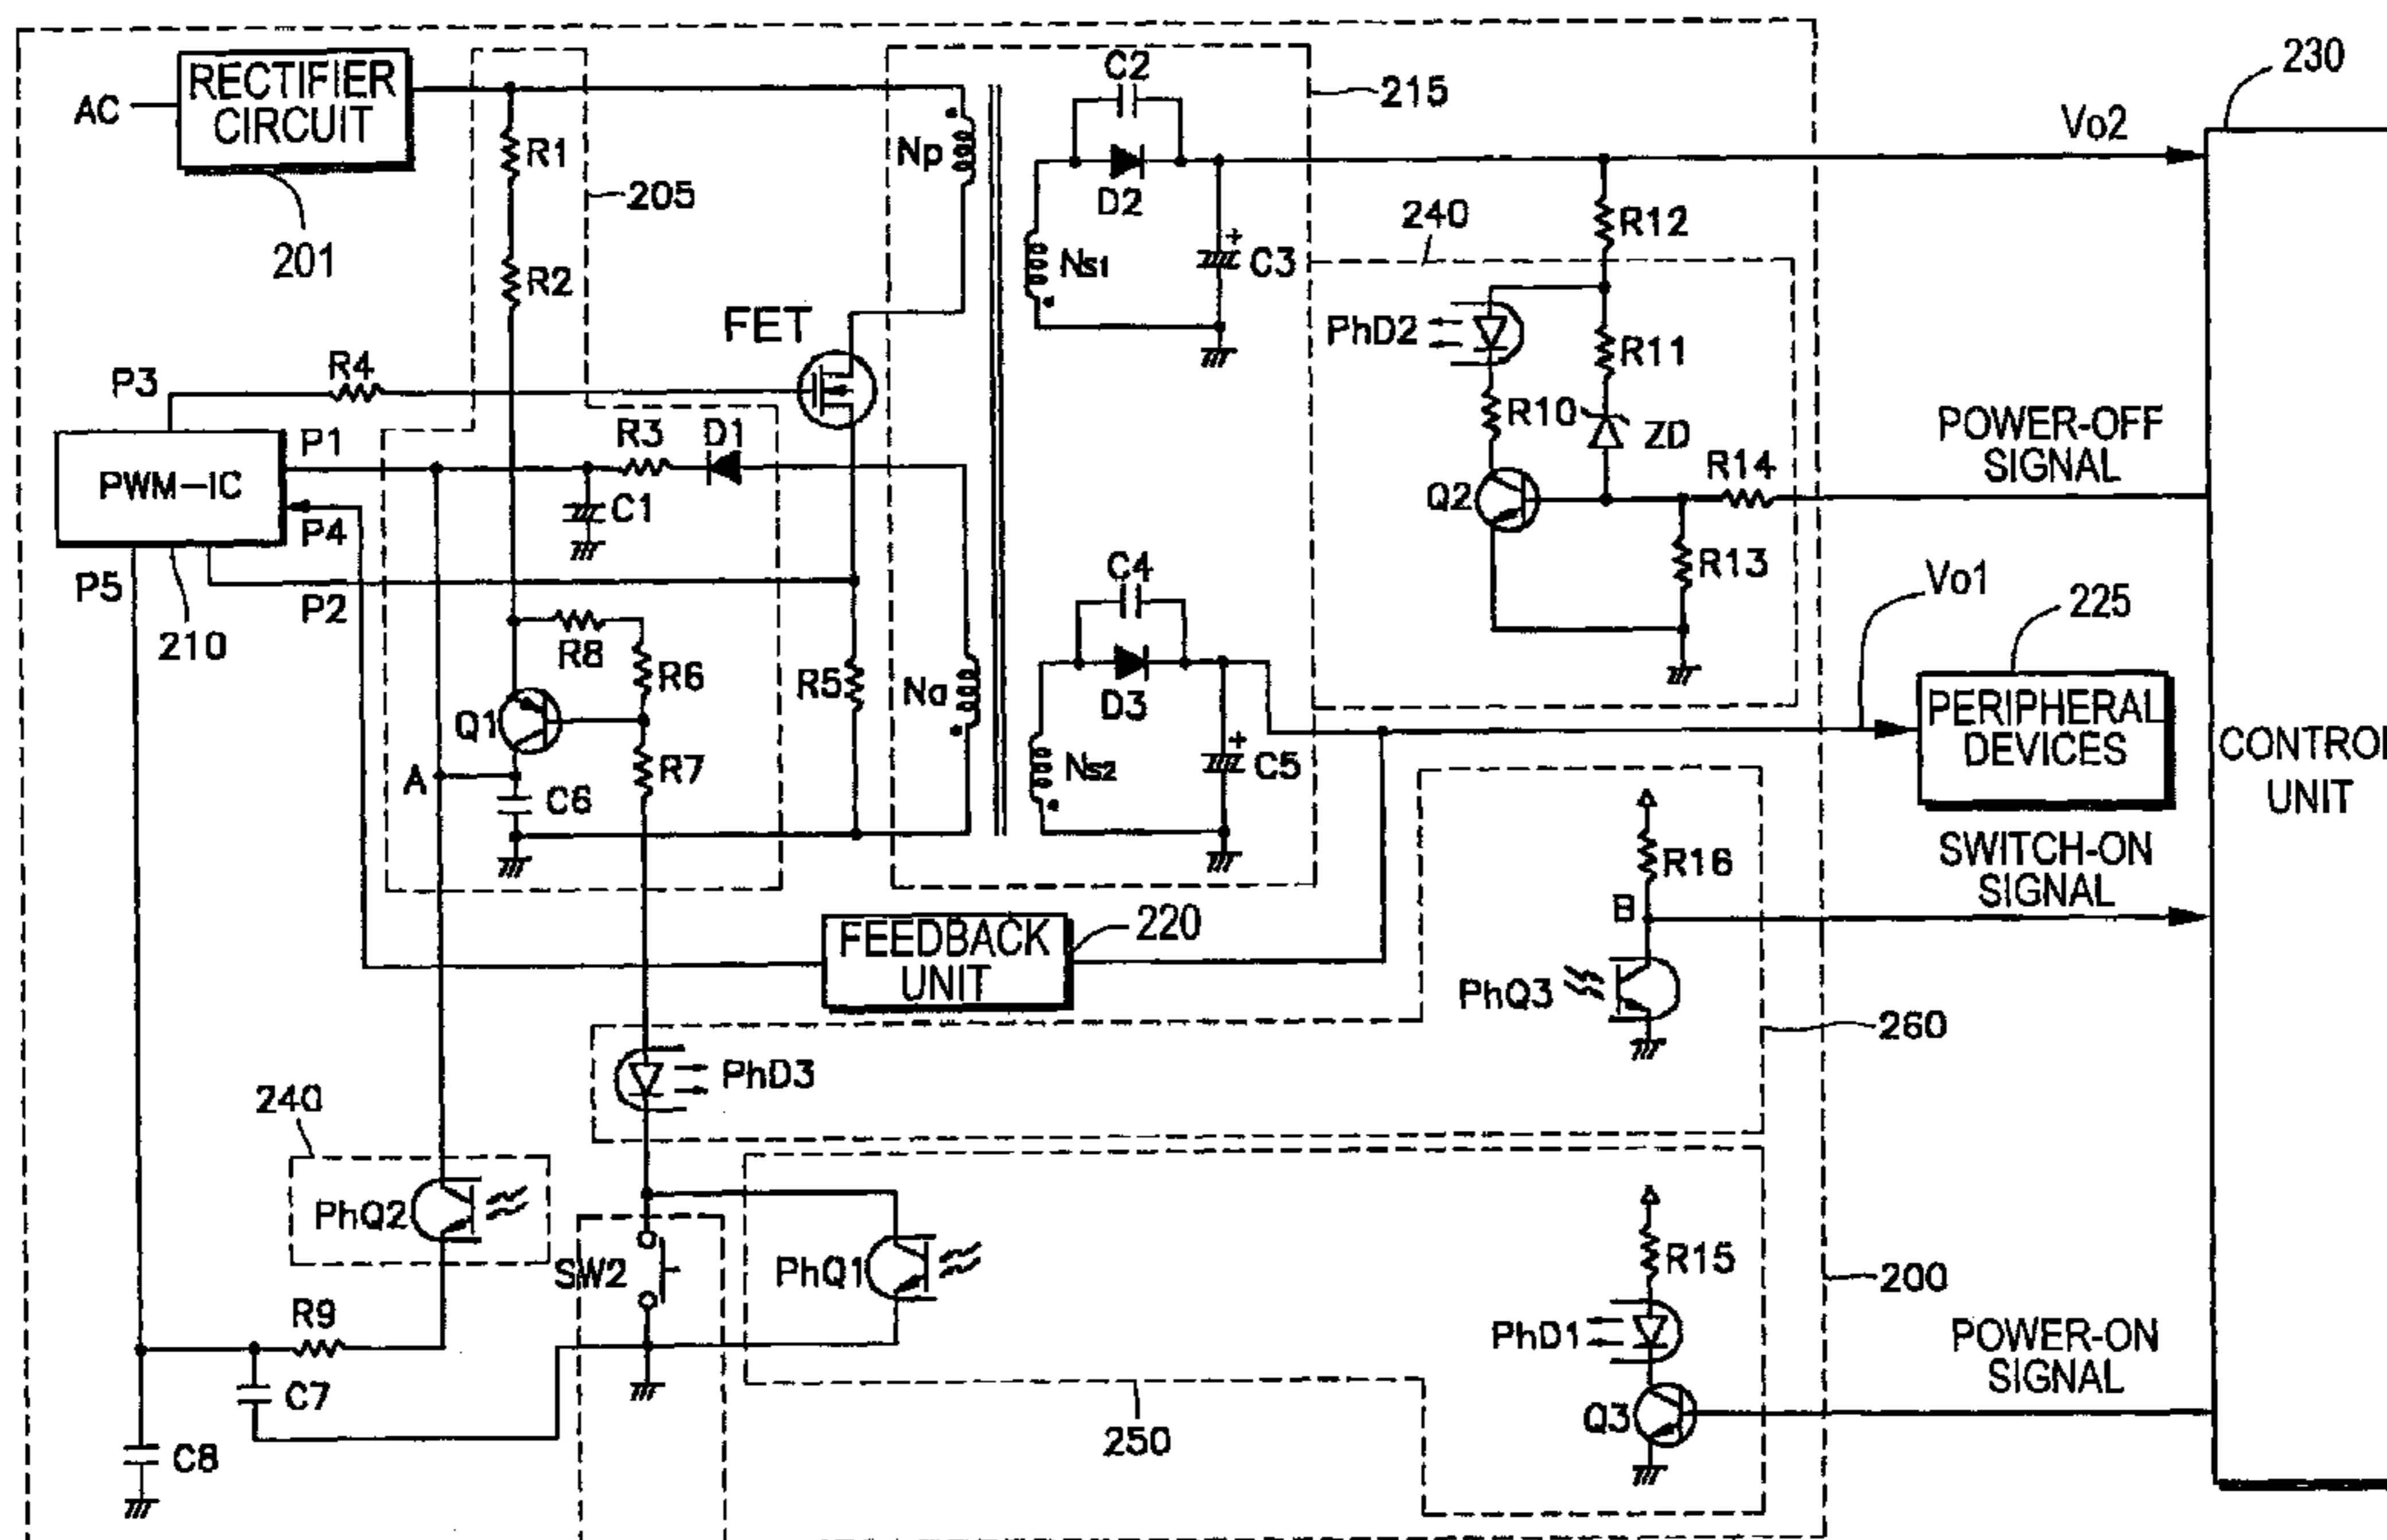 230
C2
215
Vo2
RECTIFIER
CIRCUIT
AC
R1
Np
205
D2
240
R12
201
R2
Ns1
C3
FET
PhD2
R11
P3
R4
R10
ZD
POWER-OFF
SIGNAL
P1
R3
D1
R14
PWM-IC
Q2
C1
P4
C4
R13
P5
P2
Vo1
225
210
R8
R6
R5
Na
D3
PERIPHERAL
DEVICES
Q1
R7
Ns2
C5
CONTROL
UNIT
A
C6
R16
SWITCH-ON
SIGNAL
B
FEEDBACK
UNIT
220
PhQ3
260
PhD3
240
PhQ2
SW2
PhQ1
R15
200
R9
PhD1
POWER-ON
SIGNAL
C7
Q3
250
C8